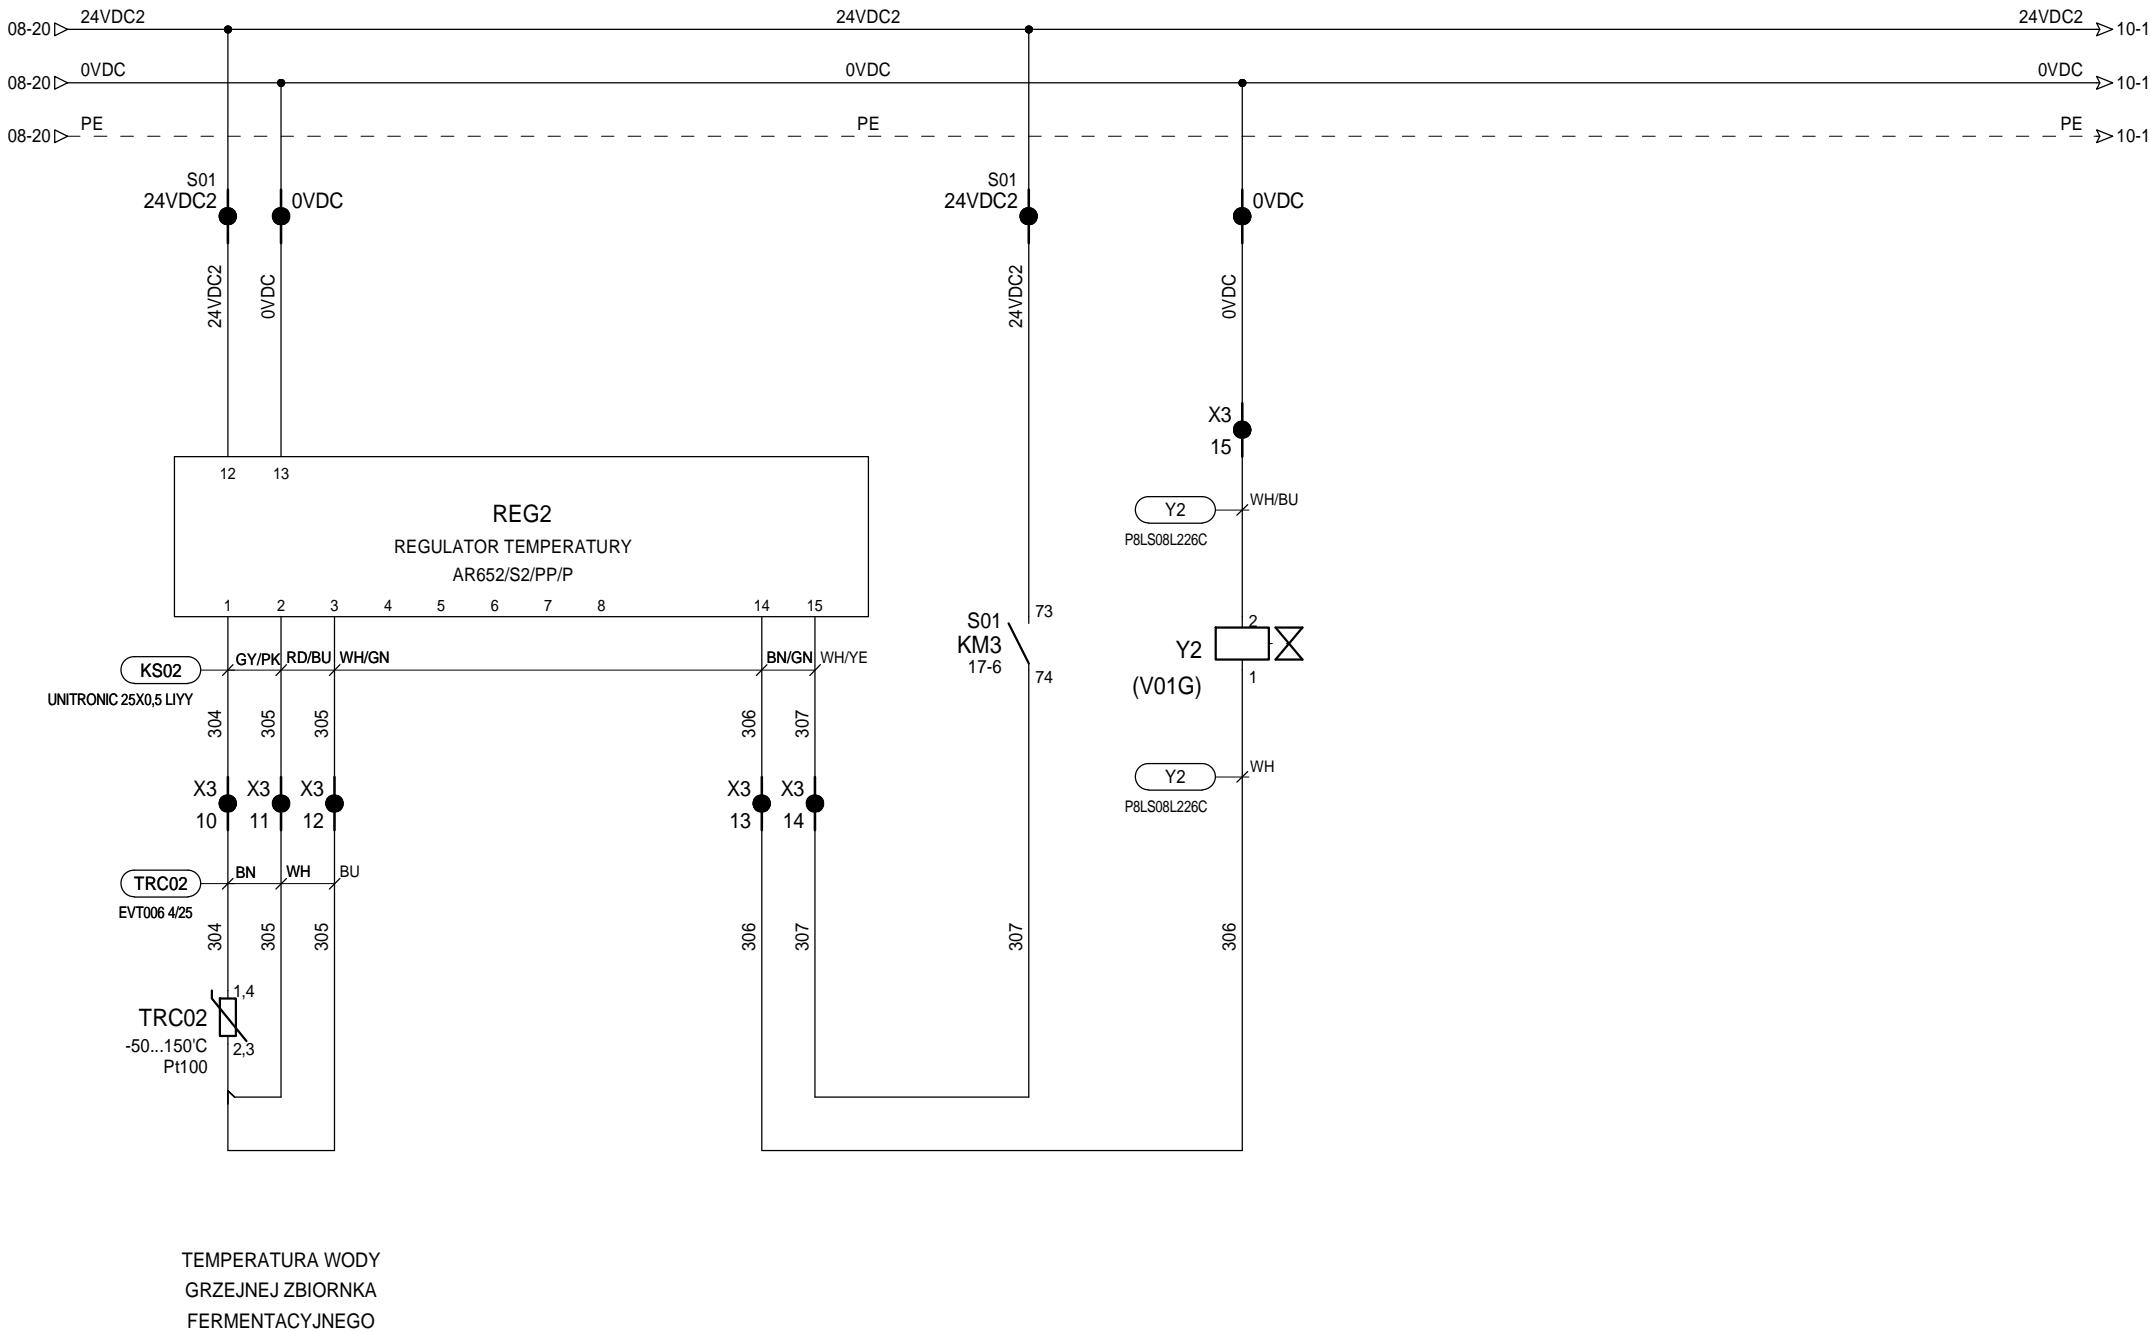 24VDC2 24VDC2 24VDC2
08-20 10-1
0VDC 0VDC 0VDC
08-20 10-1
PE PE PE
08-20 10-1
S01 S01
24VDC2 0VDC 24VDC2 0VDC
24VDC2 0VDC 24VDC2 0VDC
X3
15
12 13
REG2
REGULATOR TEMPERATURY
AR652/S2/PP/P
1 2 3 4 5 6 7 8 14 15
Y2 WH/BU
P8LS08L226C
S01 73
KM3
17-6
74
2
Y2
(V01G) 1
KS02 GY/PK RD/BU WH/GN BN/GN WH/YE
UNITRONIC 25X0,5 LIYY
304 305 305 306 307
X3 X3 X3 X3 X3
10 11 12 13 14
Y2 WH
P8LS08L226C
TRC02 BN WH BU
EVT006 4/25
304 305 305 306 307 307 306
1,4
TRC02
-50...150'C 2,3
Pt100
TEMPERATURA WODY
GRZEJNEJ ZBIORNKA
FERMENTACYJNEGO